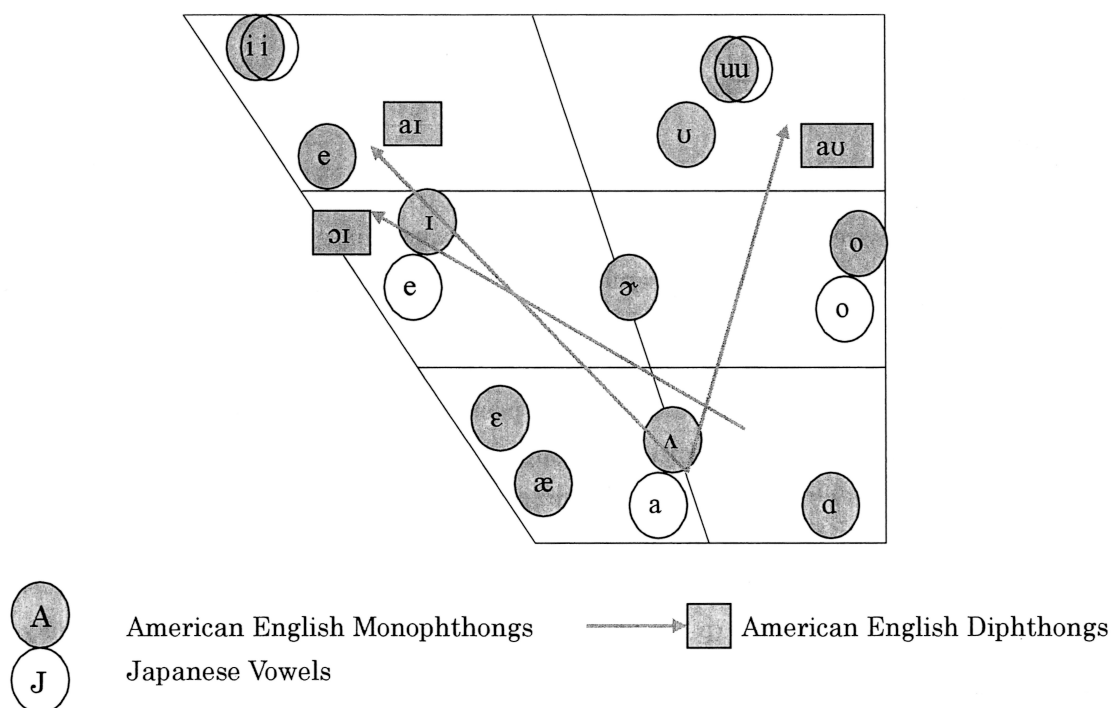 i i
uu
aɪ
ʊ
aʊ
e
ɪ
ɔɪ
o
e
ɚ
o
ɛ
ʌ
æ
a
ɑ
A
American English Monophthongs
American English Diphthongs
J
Japanese Vowels